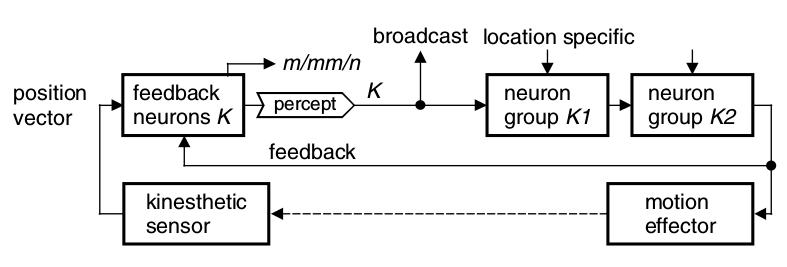 broadcast
location specific
m/mm/n
position
vector
feedback
neurons K
percept
K
neuron
group K1
neuron
group K2
feedback
kinesthetic
sensor
motion
effector